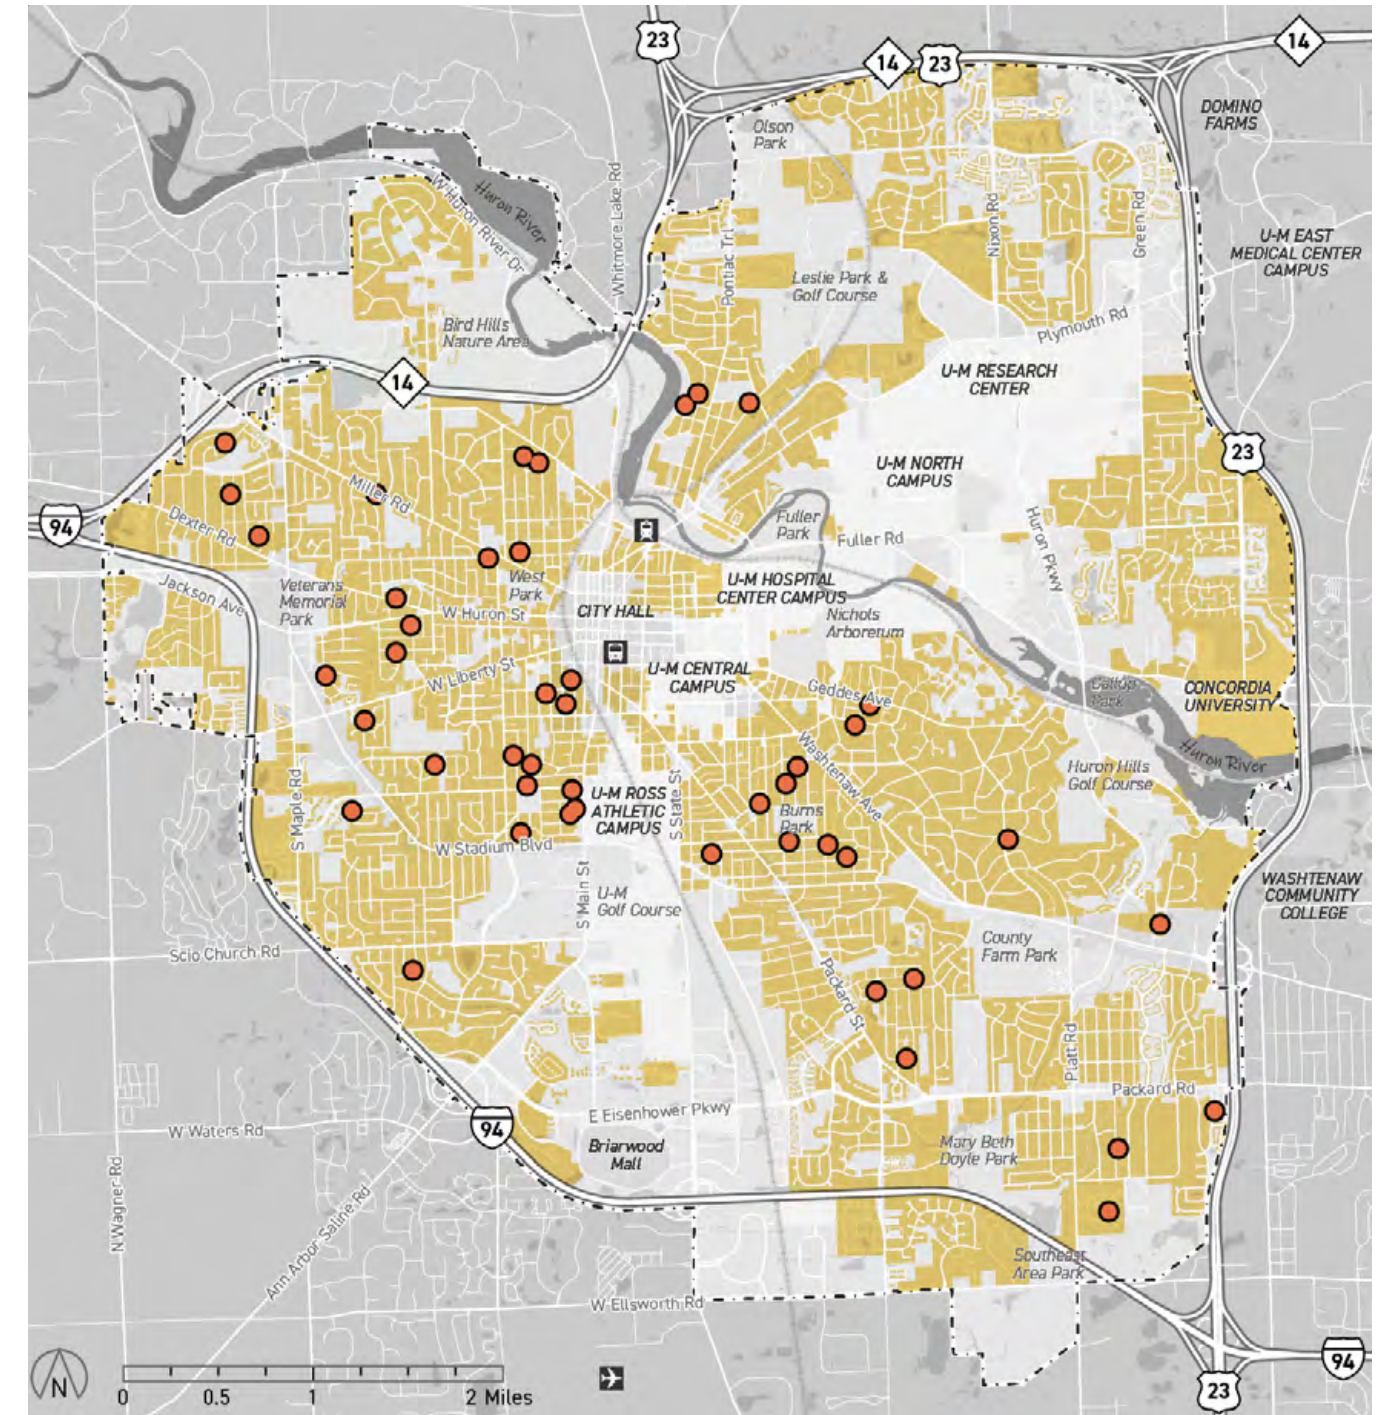 23
14
23
14
DOMINO
FARMS
Olson
Park
W Huron River Dr
Huron River
Whitmore Lake Rd
Pontiac Trl
Nixon Rd
Green Rd
U-M EAST
MEDICAL CENTER
CAMPUS
Leslie Park &
Golf Course
Bird Hills
Nature Area
Plymouth Rd
14
U-M RESEARCH
CENTER
23
U-M NORTH
CAMPUS
Miller Rd
94
Dexter Rd
Fuller
Park
Fuller Rd
Huron Pkwy
Jackson Ave
Veterans
Memorial
Park
West
Park
W Huron St
CITY HALL
U-M HOSPITAL
CENTER CAMPUS
Nichols
Arboretum
W Liberty St
U-M CENTRAL
CAMPUS
Geddes Ave
Gallup
Park
CONCORDIA
UNIVERSITY
Huron River
Washtenaw Ave
Huron Hills
Golf Course
S Maple Rd
U-M ROSS
ATHLETIC
CAMPUS
S State St
Burns
Park
W Stadium Blvd
S Main St
U-M
Golf Course
WASHTENAW
COMMUNITY
COLLEGE
Scio Church Rd
County
Farm Park
Packard St
Platt Rd
Packard Rd
E Eisenhower Pkwy
94
W Waters Rd
Briarwood
Mall
Mary Beth
Doyle Park
N Wagner Rd
Ann Arbor Saline Rd
Southeast
Area Park
W Ellsworth Rd
94
23
N
0 0.5 1 2 Miles